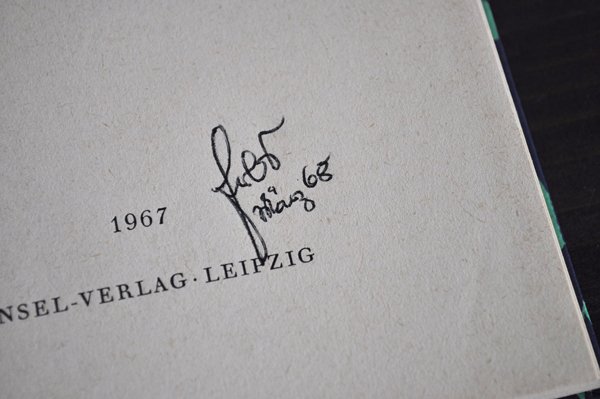 1967
März 68
NSEL-VERLAG · LEIPZIG